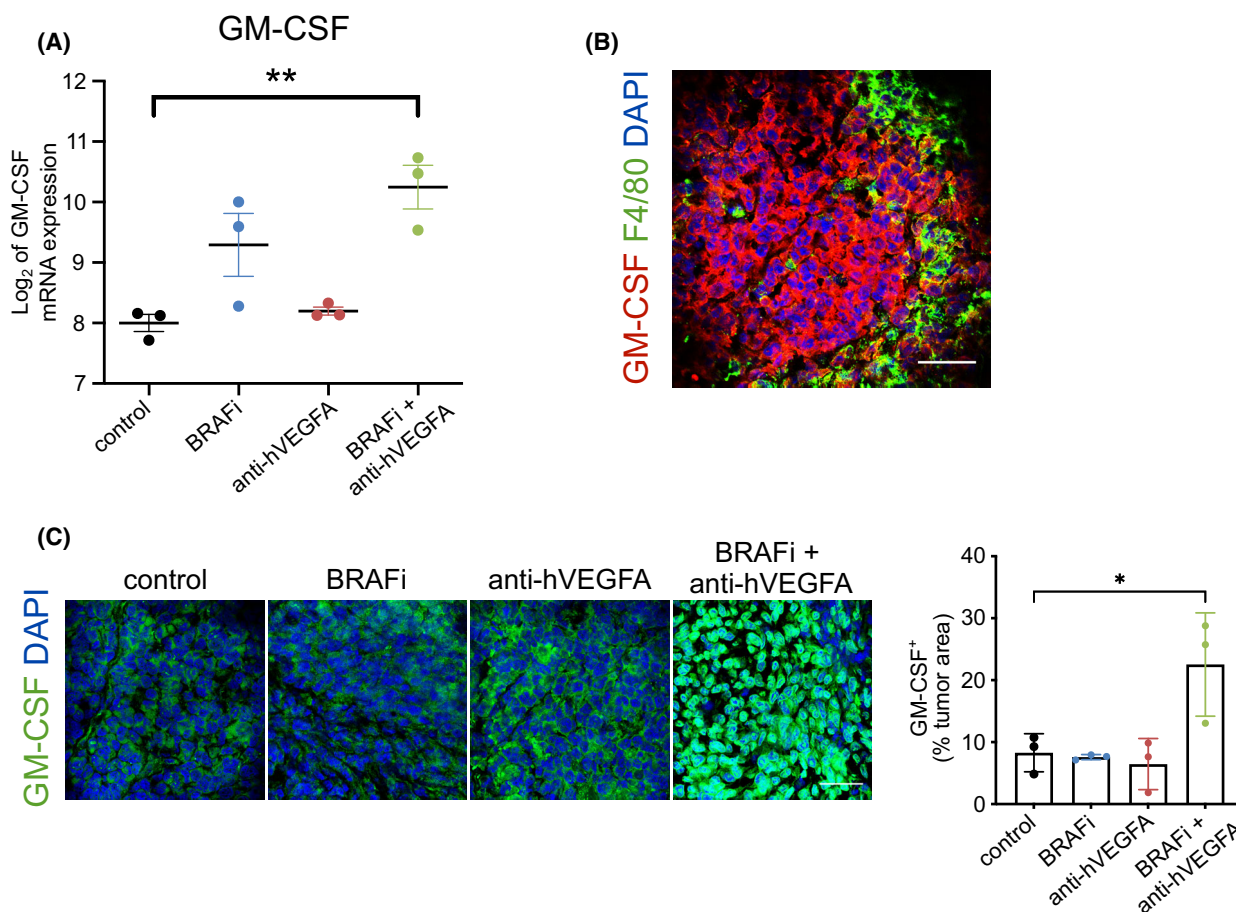 (A)
GM-CSF
**
Log₂ of GM-CSF
mRNA expression
12
11
10
9
8
7
control
BRAFi
anti-hVEGFA
BRAFi +
anti-hVEGFA
(B)
GM-CSF F4/80 DAPI
(C)
GM-CSF DAPI
control
BRAFi
anti-hVEGFA
BRAFi +
anti-hVEGFA
GM-CSF⁺
(% tumor area)
40
30
20
10
0
*
control
BRAFi
anti-hVEGFA
BRAFi +
anti-hVEGFA